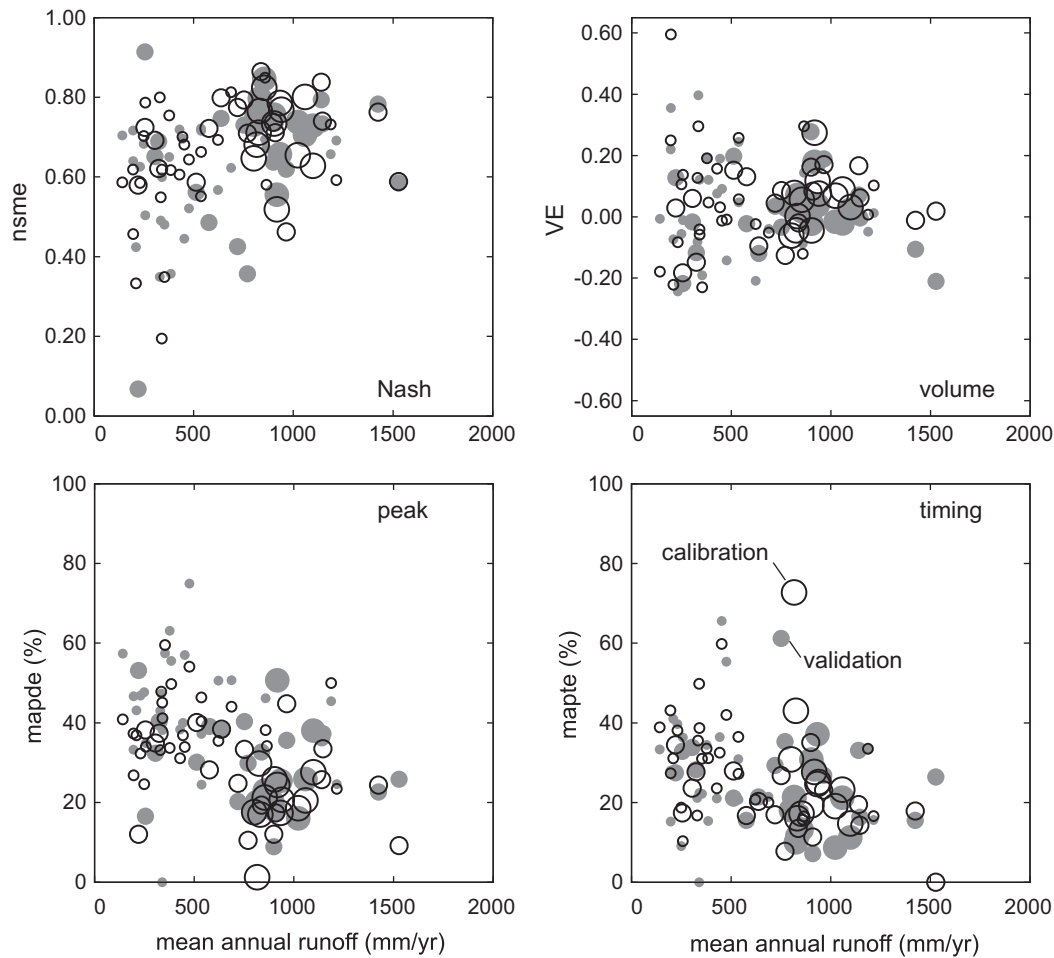 1.00
0.80
0.60
0.40
0.20
0.00
nsme
Nash
0 500 1000 1500 2000
0.60
0.40
0.20
0.00
-0.20
-0.40
-0.60
VE
volume
0 500 1000 1500 2000
100
80
60
40
20
0
mapde (%)
peak
0 500 1000 1500 2000
mean annual runoff (mm/yr)
100
80
60
40
20
0
mapte (%)
timing
calibration
validation
0 500 1000 1500 2000
mean annual runoff (mm/yr)